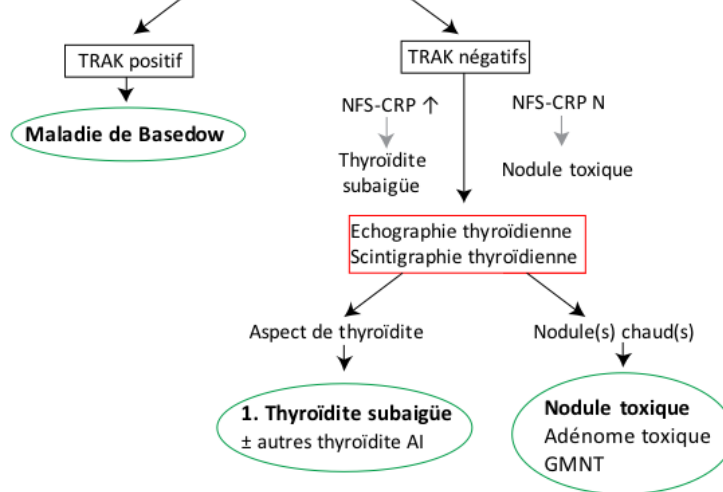 TRAK positif
TRAK négatifs
Maladie de Basedow
NFS-CRP ↑
NFS-CRP N
Thyroïdite
subaigüe
Nodule toxique
Echographie thyroïdienne
Scintigraphie thyroïdienne
Aspect de thyroïdite
Nodule(s) chaud(s)
1. Thyroïdite subaigüe
± autres thyroïdite AI
Nodule toxique
Adénome toxique
GMNT